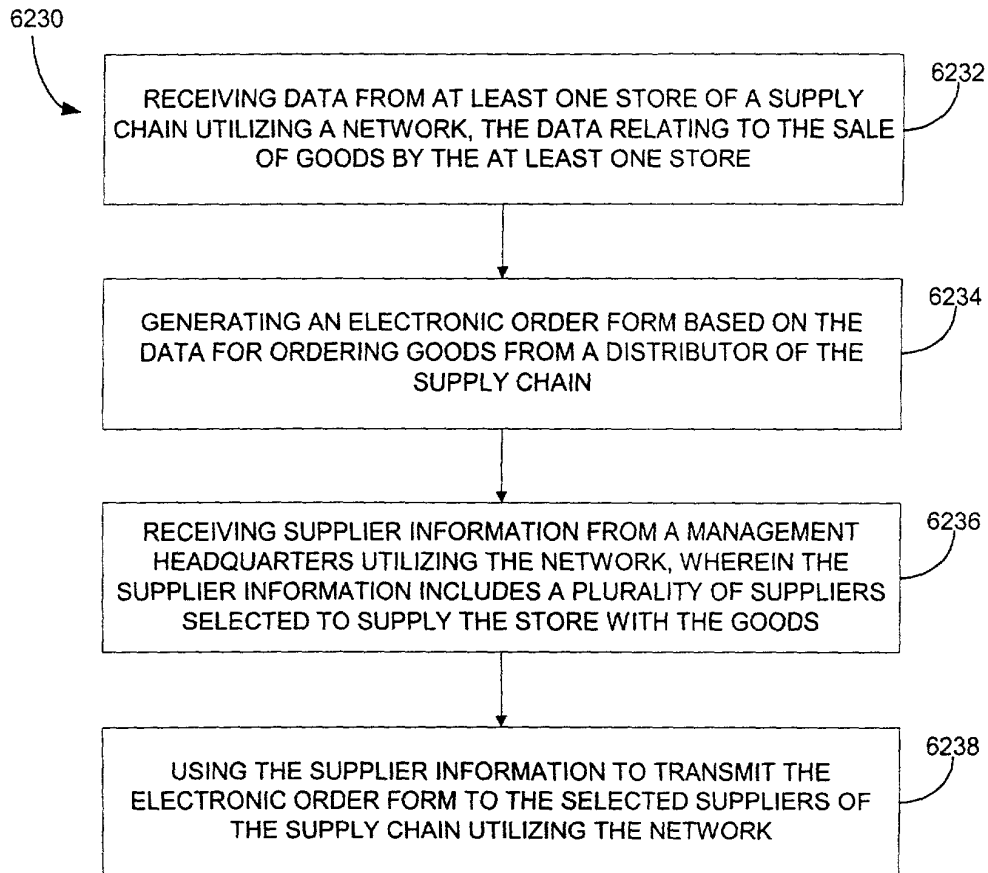 6230
6232
RECEIVING DATA FROM AT LEAST ONE STORE OF A SUPPLY
CHAIN UTILIZING A NETWORK, THE DATA RELATING TO THE SALE
OF GOODS BY THE AT LEAST ONE STORE
6234
GENERATING AN ELECTRONIC ORDER FORM BASED ON THE
DATA FOR ORDERING GOODS FROM A DISTRIBUTOR OF THE
SUPPLY CHAIN
6236
RECEIVING SUPPLIER INFORMATION FROM A MANAGEMENT
HEADQUARTERS UTILIZING THE NETWORK, WHEREIN THE
SUPPLIER INFORMATION INCLUDES A PLURALITY OF SUPPLIERS
SELECTED TO SUPPLY THE STORE WITH THE GOODS
6238
USING THE SUPPLIER INFORMATION TO TRANSMIT THE
ELECTRONIC ORDER FORM TO THE SELECTED SUPPLIERS OF
THE SUPPLY CHAIN UTILIZING THE NETWORK